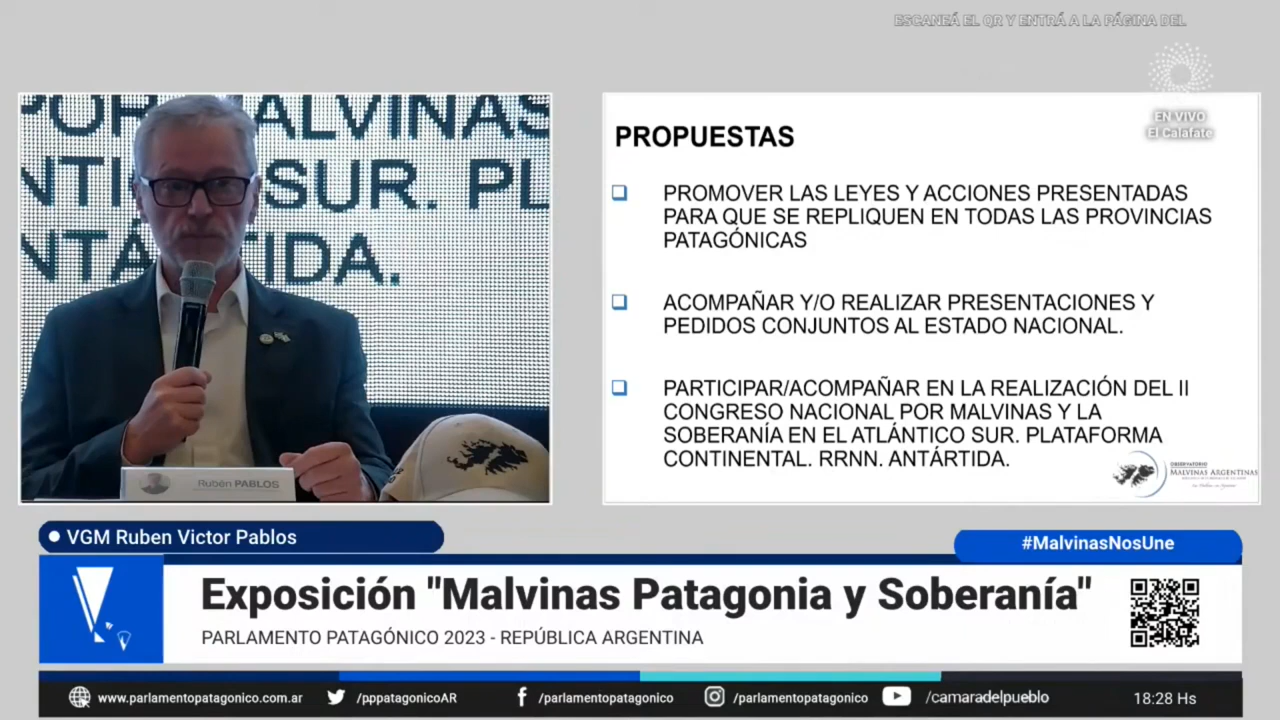 ESCANEÁ EL QR Y ENTRÁ A LA PÁGINA DEL
EN VIVO
El Calafate
POR MALVINAS
SUR. PL
NTÁRTIDA.
Rubén PABLOS
PROPUESTAS
PROMOVER LAS LEYES Y ACCIONES PRESENTADAS
PARA QUE SE REPLIQUEN EN TODAS LAS PROVINCIAS
PATAGÓNICAS
ACOMPAÑAR Y/O REALIZAR PRESENTACIONES Y
PEDIDOS CONJUNTOS AL ESTADO NACIONAL.
PARTICIPAR/ACOMPAÑAR EN LA REALIZACIÓN DEL II
CONGRESO NACIONAL POR MALVINAS Y LA
SOBERANÍA EN EL ATLÁNTICO SUR. PLATAFORMA
CONTINENTAL. RRNN. ANTÁRTIDA.
OBSERVATORIO
MALVINAS ARGENTINAS
VGM Ruben Victor Pablos
#MalvinasNosUne
Exposición "Malvinas Patagonia y Soberanía"
PARLAMENTO PATAGÓNICO 2023 - REPÚBLICA ARGENTINA
www.parlamentopatagonico.com.ar /pppatagonicoAR /parlamentopatagonico /parlamentopatagonico /camaradelpueblo 18:28 Hs